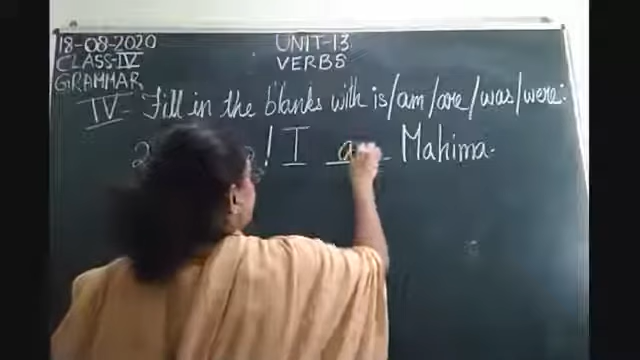 18-08-2020
CLASS-IV
GRAMMAR
UNIT-13
VERBS
IV- Fill in the blanks with is/am/are/was/were:
! I Mahima.